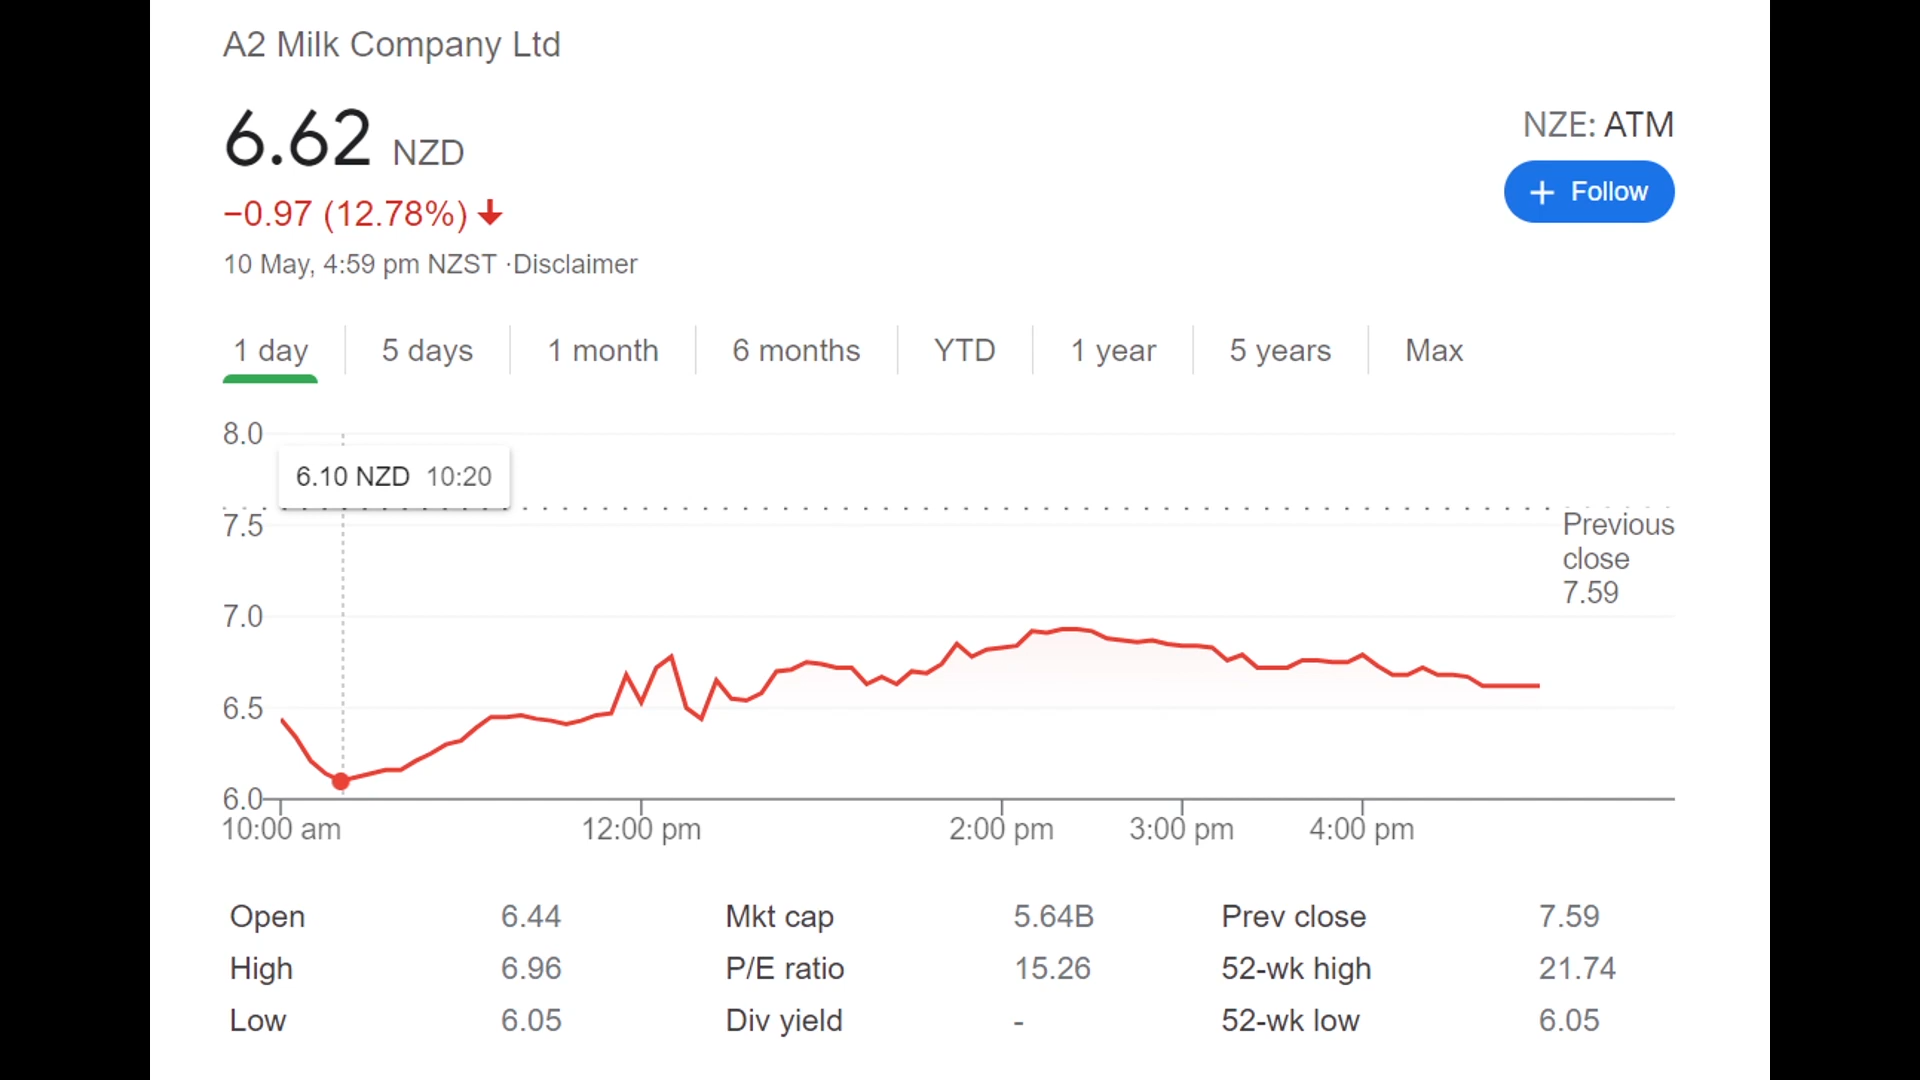 A2 Milk Company Ltd
6.62 NZD
NZE: ATM
+ Follow
−0.97 (12.78%) ↓
10 May, 4:59 pm NZST ·Disclaimer
1 day 5 days 1 month 6 months YTD 1 year 5 years Max
8.0
6.10 NZD 10:20
7.5
Previous
close
7.59
7.0
6.5
6.0
10:00 am 12:00 pm 2:00 pm 3:00 pm 4:00 pm
Open 6.44 Mkt cap 5.64B Prev close 7.59
High 6.96 P/E ratio 15.26 52-wk high 21.74
Low 6.05 Div yield - 52-wk low 6.05